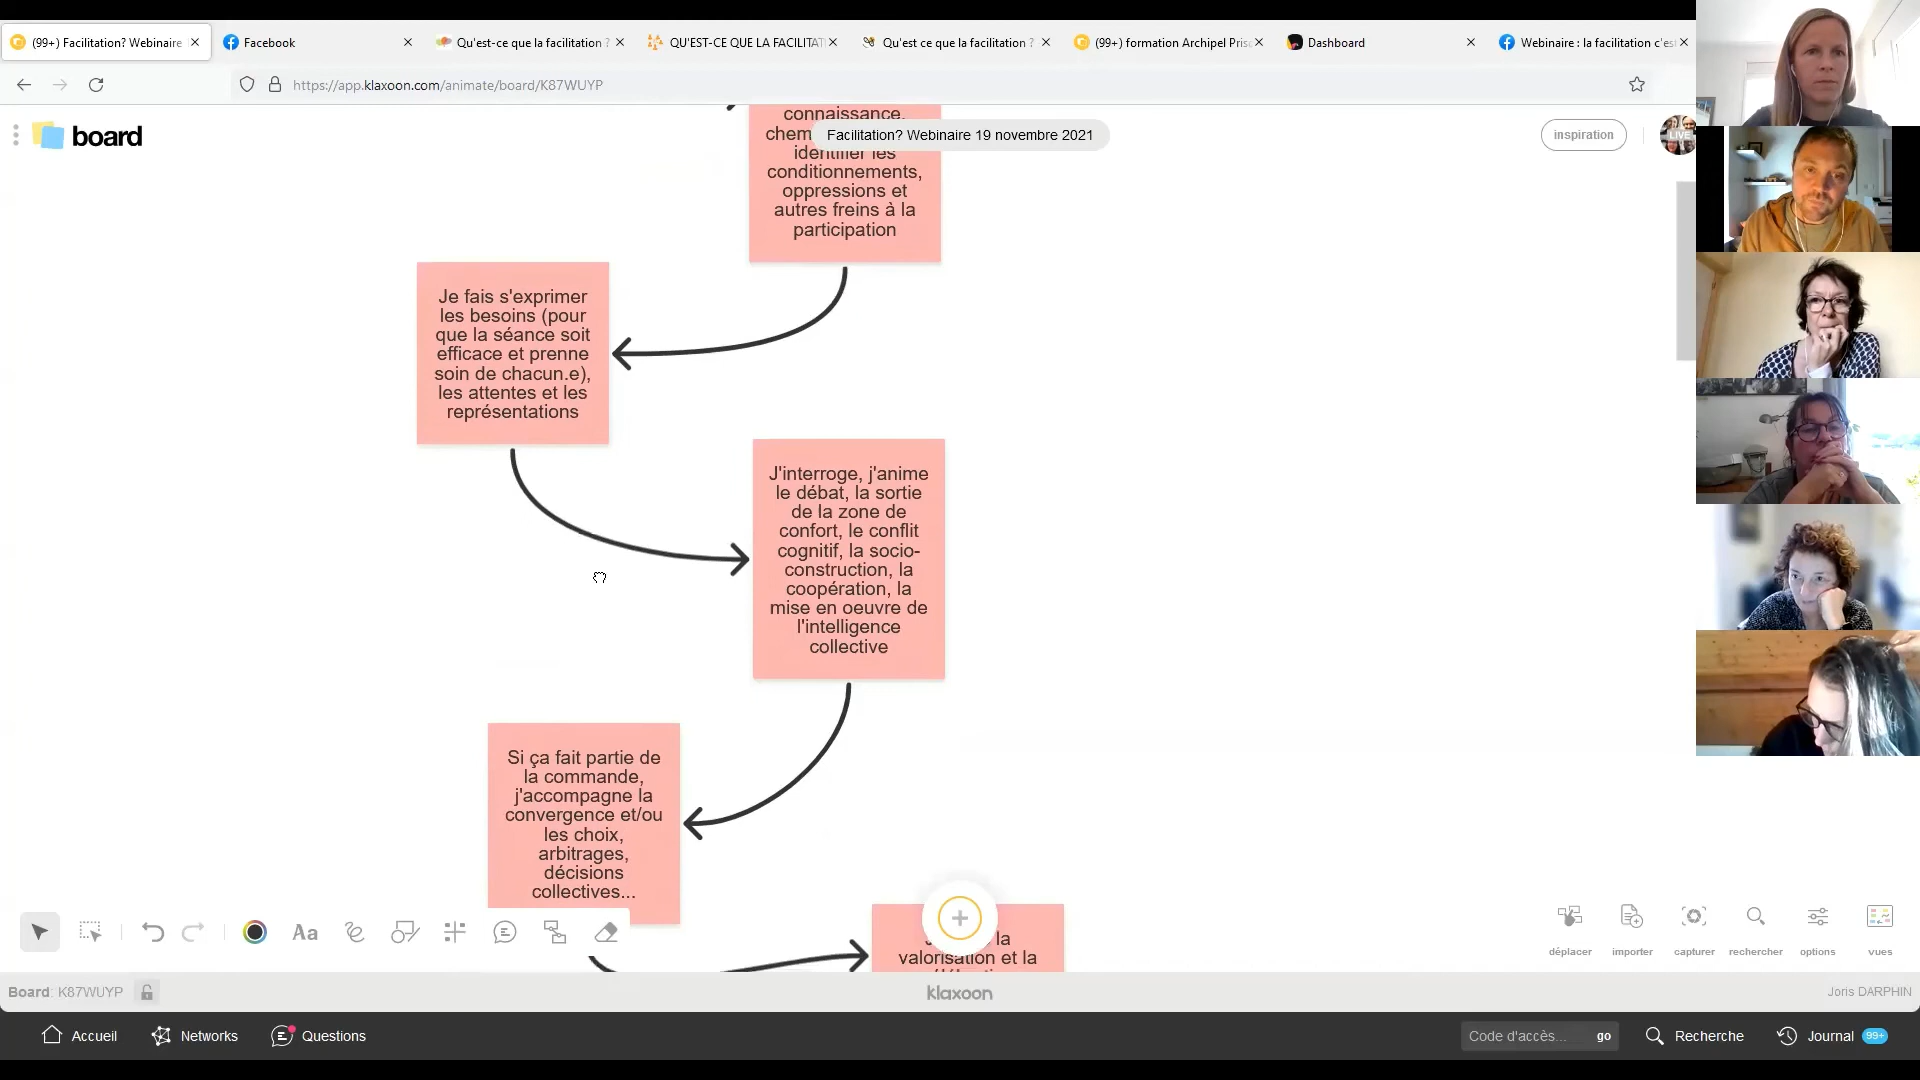 (99+) Facilitation? Webinaire
Facebook
Qu'est-ce que la facilitation ?
QU'EST-CE QUE LA FACILITAT
Qu'est ce que la facilitation ?
(99+) formation Archipel Pris
Dashboard
Webinaire : la facilitation c'es
https://app.klaxoon.com/animate/board/K87WUYP
board
Facilitation? Webinaire 19 novembre 2021
inspiration
LIVE
connaissance,
chem
identifier les
conditionnements,
oppressions et
autres freins à la
participation
Je fais s'exprimer
les besoins (pour
que la séance soit
efficace et prenne
soin de chacun.e),
les attentes et les
représentations
J'interroge, j'anime
le débat, la sortie
de la zone de
confort, le conflit
cognitif, la socio-
construction, la
coopération, la
mise en oeuvre de
l'intelligence
collective
Si ça fait partie de
la commande,
j'accompagne la
convergence et/ou
les choix,
arbitrages,
décisions
collectives...
la
valorisation et la
Aa
déplacer
importer
capturer
rechercher
options
vues
Board: K87WUYP
klaxoon
Joris DARPHIN
Accueil
Networks
Questions
Code d'accès...
go
Recherche
Journal
99+